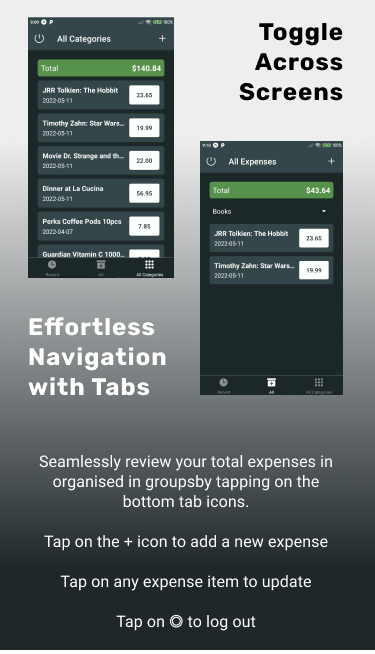 Toggle
Across
Screens
9:09
All Categories
+
Total $140.84
JRR Tolkien: The Hobbit
2022-05-11
23.65
Timothy Zahn: Star Wars...
2022-05-11
19.99
Movie Dr. Strange and th...
2022-05-11
22.00
Dinner at La Cucina
2022-05-11
56.95
Perks Coffee Pods 10pcs
2022-04-07
7.85
Guardian Vitamin C 1000...
Recent All All Categories
9:10
All Expenses
+
Total $43.64
Books
JRR Tolkien: The Hobbit
2022-05-11
23.65
Timothy Zahn: Star Wars...
2022-05-11
19.99
Recent All All Categories
Effortless
Navigation
with Tabs
Seamlessly review your total expenses in
organised in groupsby tapping on the
bottom tab icons.
Tap on the + icon to add a new expense
Tap on any expense item to update
Tap on to log out